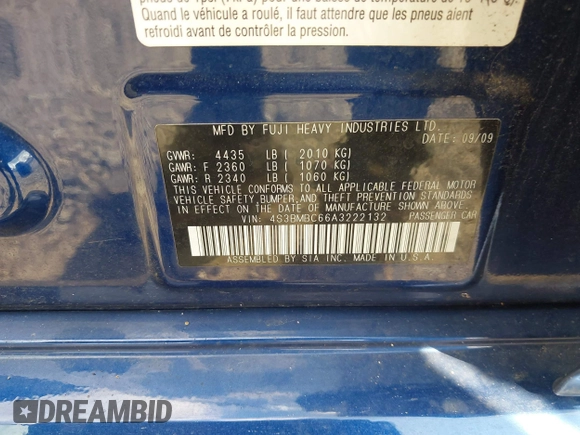 Quand le véhicule a roulé, il faut attendre que les pneus aient
refroidi avant de contrôler la pression.
MFD BY FUJI HEAVY INDUSTRIES LTD.
DATE: 09/09
GVWR: 4435 LB ( 2010 KG)
GAWR: F 2360 LB ( 1070 KG)
GAWR: R 2340 LB ( 1060 KG)
THIS VEHICLE CONFORMS TO ALL APPLICABLE FEDERAL MOTOR
VEHICLE SAFETY, BUMPER, AND THEFT PREVENTION STANDARDS
IN EFFECT ON THE DATE OF MANUFACTURE SHOWN ABOVE.
VIN: 4S3BMBC66A3222132 PASSENGER CAR
ASSEMBLED BY SIA INC. MADE IN U.S.A.
DREAMBID